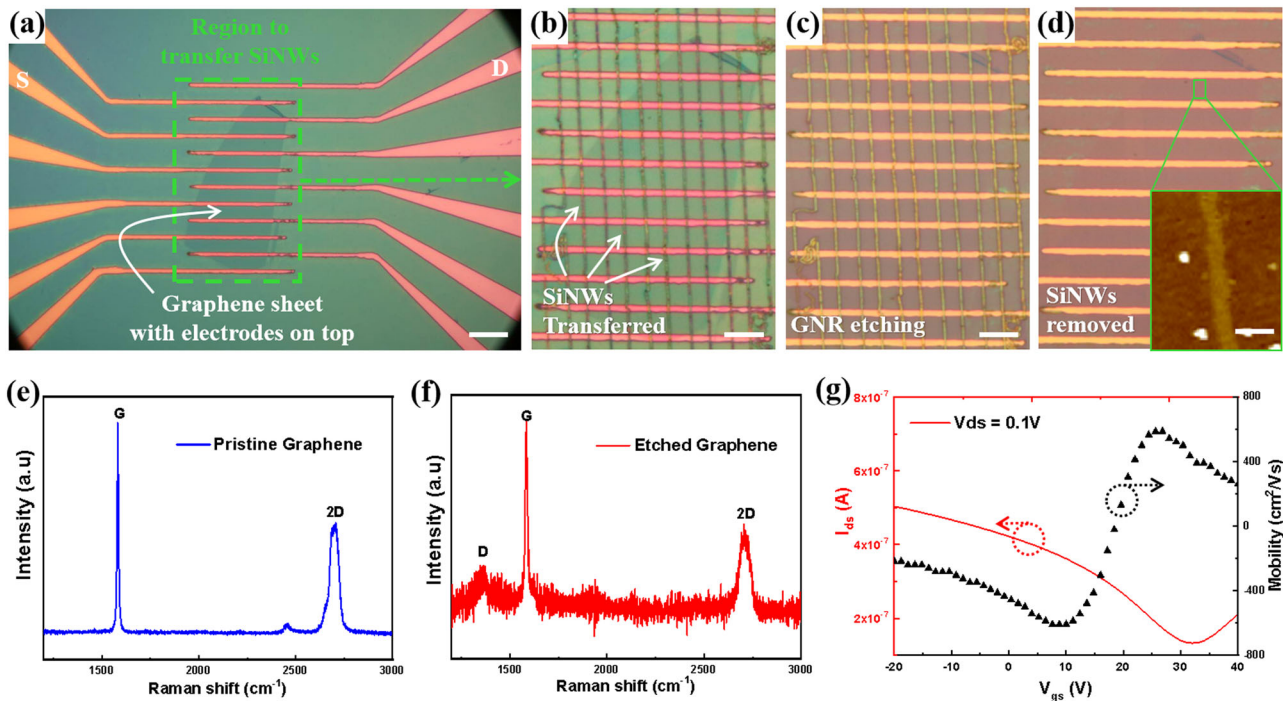 (a)
Region to
transfer SiNWs
S
D
Graphene sheet
with electrodes on top
(b)
SiNWs
Transferred
(c)
GNR etching
(d)
SiNWs
removed
(e)
G
Pristine Graphene
2D
Intensity (a.u)
1500 2000 2500 3000
Raman shift (cm-1)
(f)
G
Etched Graphene
D
2D
Intensity (a.u)
1500 2000 2500 3000
Raman shift (cm-1)
(g)
Vds = 0.1V
8x10-7
6x10-7
4x10-7
2x10-7
Ids (A)
800
400
0
-400
-800
Mobility (cm2/Vs)
-20 -10 0 10 20 30 40
Vgs (V)